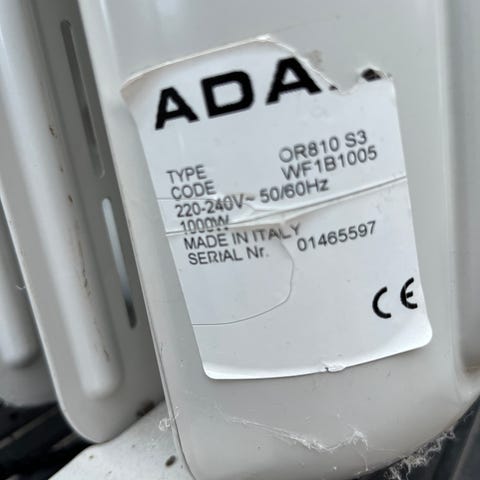 ADA
TYPE OR810 S3
CODE WF1B1005
220-240V~ 50/60Hz
1000W
MADE IN ITALY
SERIAL Nr. 01465597
CE